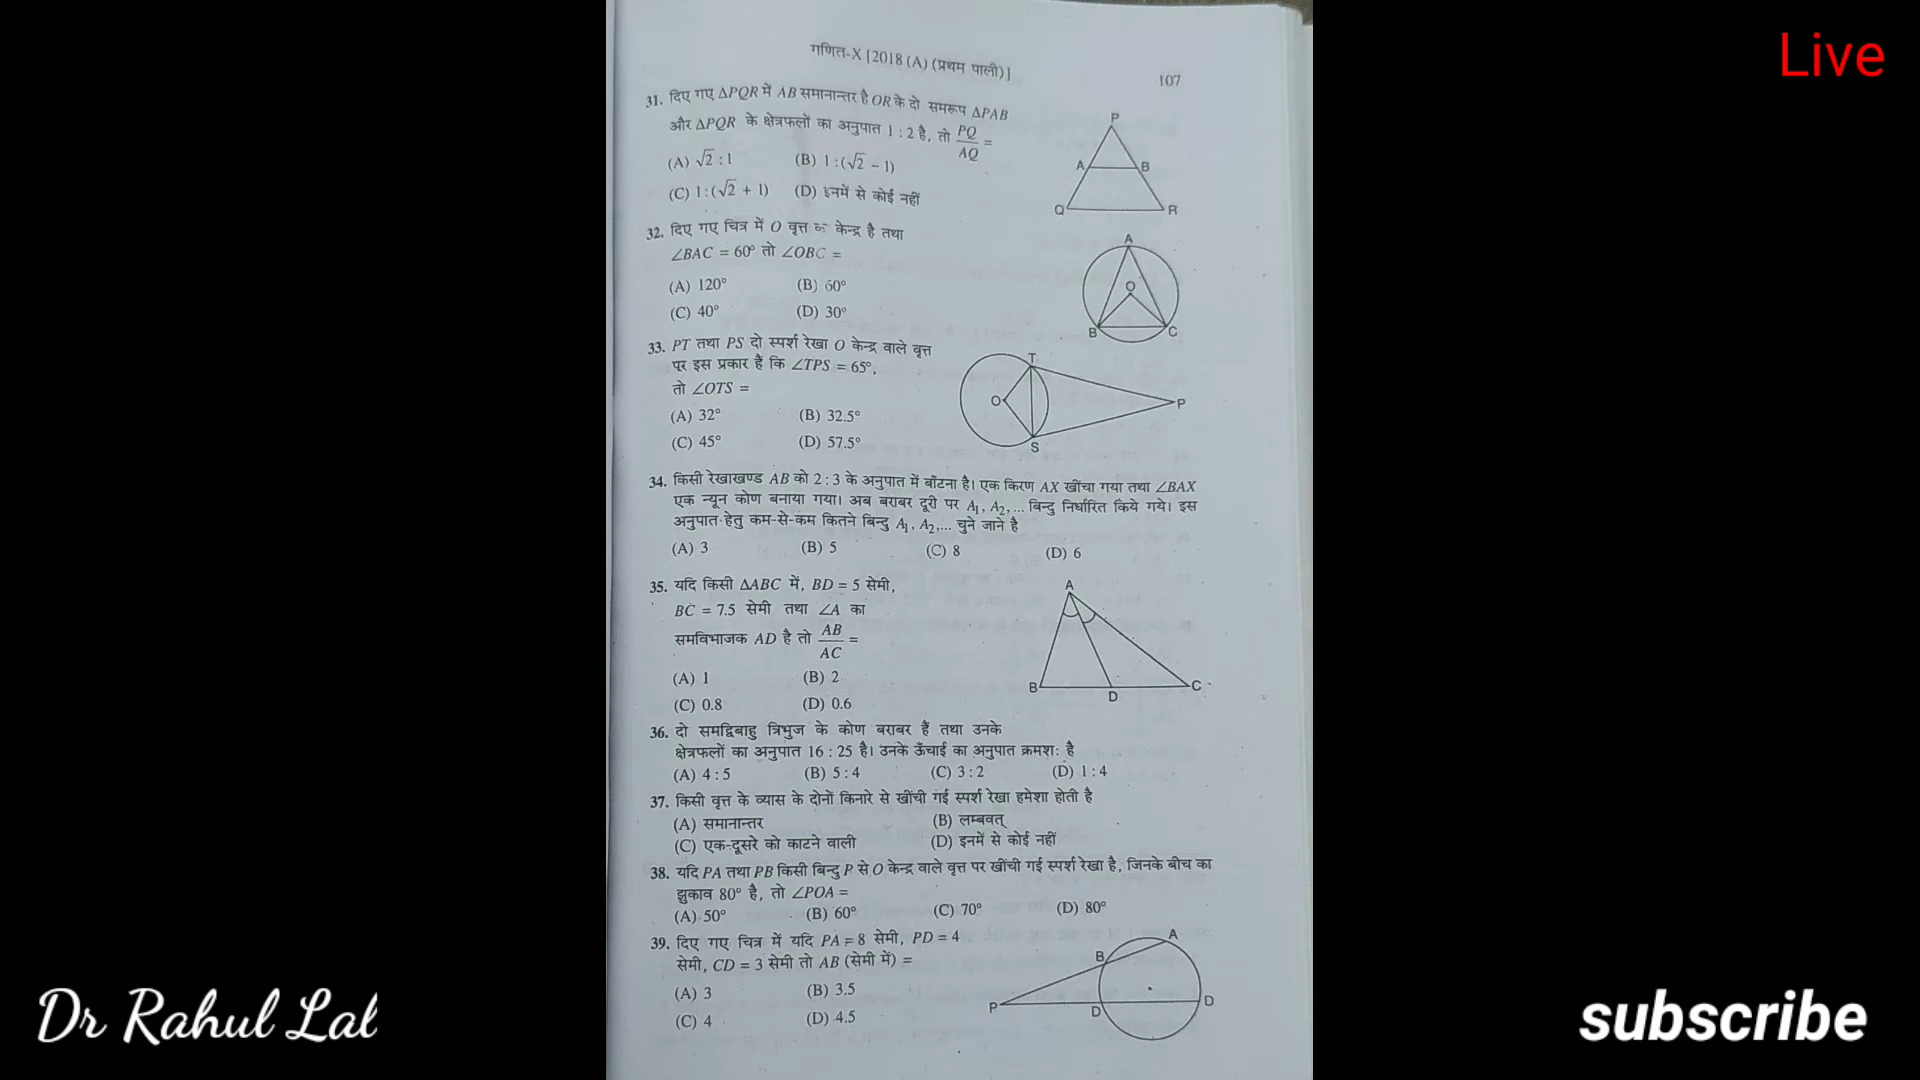 Live
गणित-X [2018 (A) (प्रथम पाली)]
107
31. दिए गए ΔPQR में AB समानान्तर है OR के दो समरूप ΔPAB
और ΔPQR के क्षेत्रफलों का अनुपात 1 : 2 है, तो PQ/AQ =
(A) √2 : 1 (B) 1 : (√2 − 1)
(C) 1 : (√2 + 1) (D) इनमें से कोई नहीं
P
A B
Q R
32. दिए गए चित्र में O वृत्त का केन्द्र है तथा
∠BAC = 60° तो ∠OBC =
(A) 120° (B) 60°
(C) 40° (D) 30°
A
O
B C
33. PT तथा PS दो स्पर्श रेखा O केन्द्र वाले वृत्त
पर इस प्रकार हैं कि ∠TPS = 65°,
तो ∠OTS =
(A) 32° (B) 32.5°
(C) 45° (D) 57.5°
T
O P
S
34. किसी रेखाखण्ड AB को 2 : 3 के अनुपात में बाँटना है। एक किरण AX खींचा गया तथा ∠BAX
एक न्यून कोण बनाया गया। अब बराबर दूरी पर A₁, A₂,... बिन्दु निर्धारित किये गये। इस
अनुपात हेतु कम-से-कम कितने बिन्दु A₁, A₂,... चुने जाने है
(A) 3 (B) 5 (C) 8 (D) 6
35. यदि किसी ΔABC में, BD = 5 सेमी,
BC = 7.5 सेमी तथा ∠A का
समविभाजक AD है तो AB/AC =
(A) 1 (B) 2
(C) 0.8 (D) 0.6
A
B D C
36. दो समद्विबाहु त्रिभुज के कोण बराबर हैं तथा उनके
क्षेत्रफलों का अनुपात 16 : 25 है। उनके ऊँचाई का अनुपात क्रमशः है
(A) 4 : 5 (B) 5 : 4 (C) 3 : 2 (D) 1 : 4
37. किसी वृत्त के व्यास के दोनों किनारे से खींची गई स्पर्श रेखा हमेशा होती है
(A) समानान्तर (B) लम्बवत्
(C) एक-दूसरे को काटने वाली (D) इनमें से कोई नहीं
38. यदि PA तथा PB किसी बिन्दु P से O केन्द्र वाले वृत्त पर खींची गई स्पर्श रेखा है, जिनके बीच का
झुकाव 80° है, तो ∠POA =
(A) 50° (B) 60° (C) 70° (D) 80°
39. दिए गए चित्र में यदि PA = 8 सेमी, PD = 4
सेमी, CD = 3 सेमी तो AB (सेमी में) =
(A) 3 (B) 3.5
(C) 4 (D) 4.5
A
B
P D D
Dr Rahul Lal
subscribe